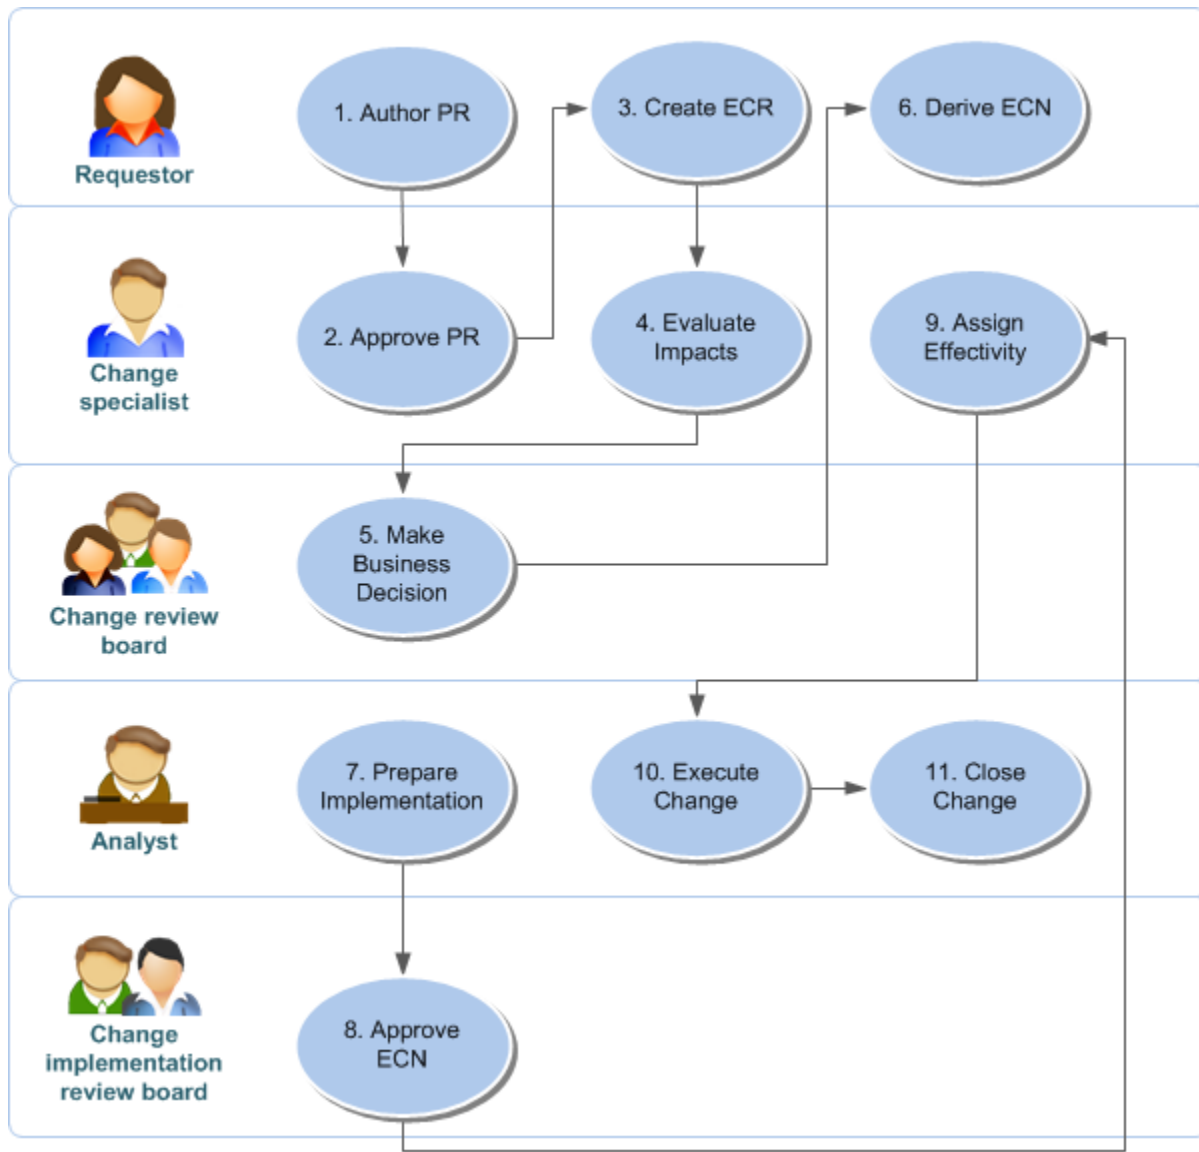 1. Author PR
3. Create ECR
6. Derive ECN
Requestor
2. Approve PR
4. Evaluate
Impacts
9. Assign
Effectivity
Change
specialist
5. Make
Business
Decision
Change review
board
7. Prepare
Implementation
10. Execute
Change
11. Close
Change
Analyst
8. Approve
ECN
Change
implementation
review board